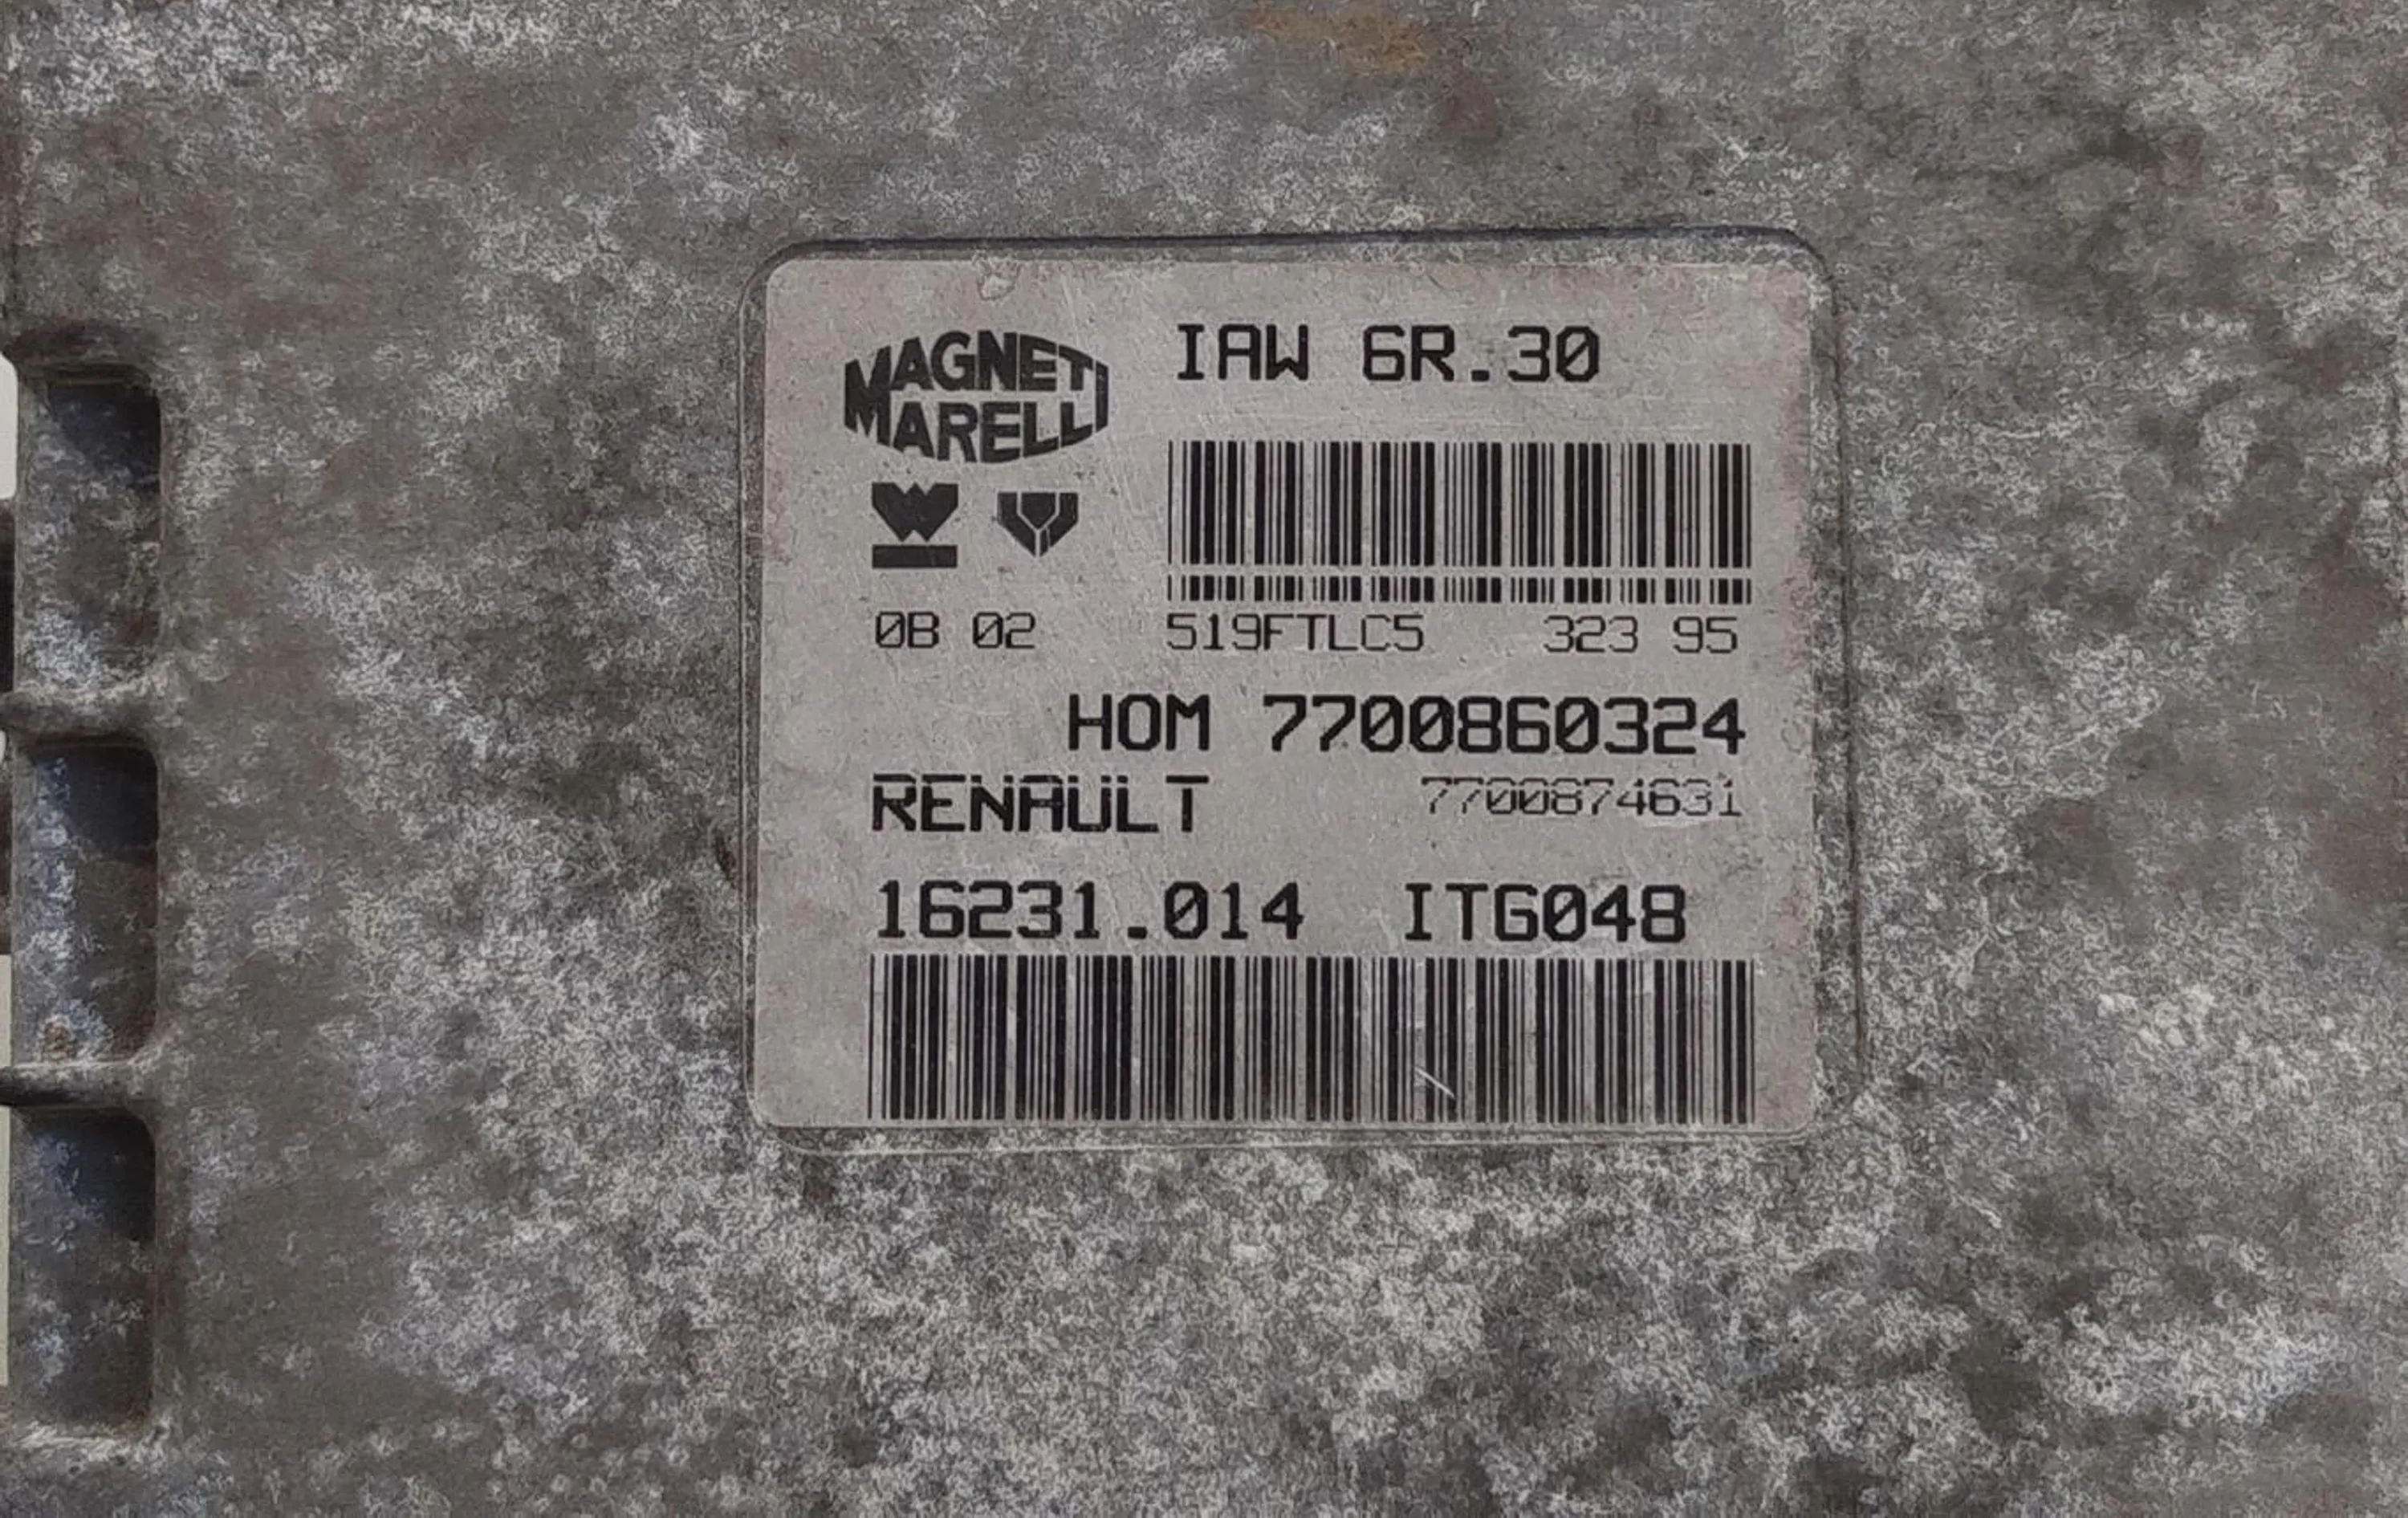 MAGNETI
MARELLI
IAW 6R.30
0B 02 519FTLC5 323 95
HOM 7700860324
RENAULT 7700874631
16231.014 ITG048